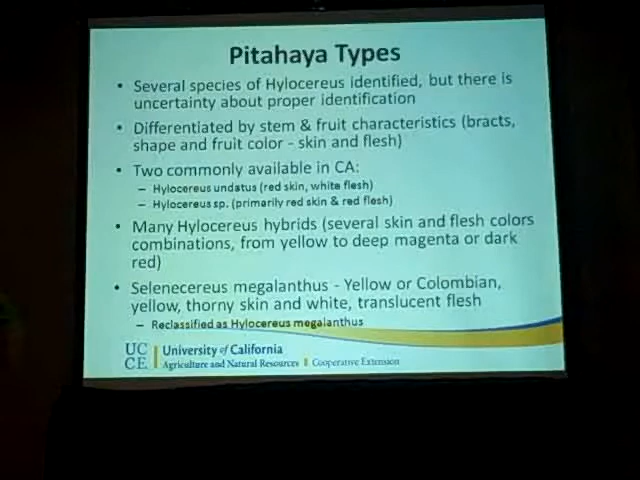 Pitahaya Types
• Several species of Hylocereus identified, but there is
uncertainty about proper identification
• Differentiated by stem & fruit characteristics (bracts,
shape and fruit color - skin and flesh)
• Two commonly available in CA:
– Hylocereus undatus (red skin, white flesh)
– Hylocereus sp. (primarily red skin & red flesh)
• Many Hylocereus hybrids (several skin and flesh colors
combinations, from yellow to deep magenta or dark
red)
• Selenecereus megalanthus - Yellow or Colombian,
yellow, thorny skin and white, translucent flesh
– Reclassified as Hylocereus megalanthus
UC
CE
University of California
Agriculture and Natural Resources Cooperative Extension